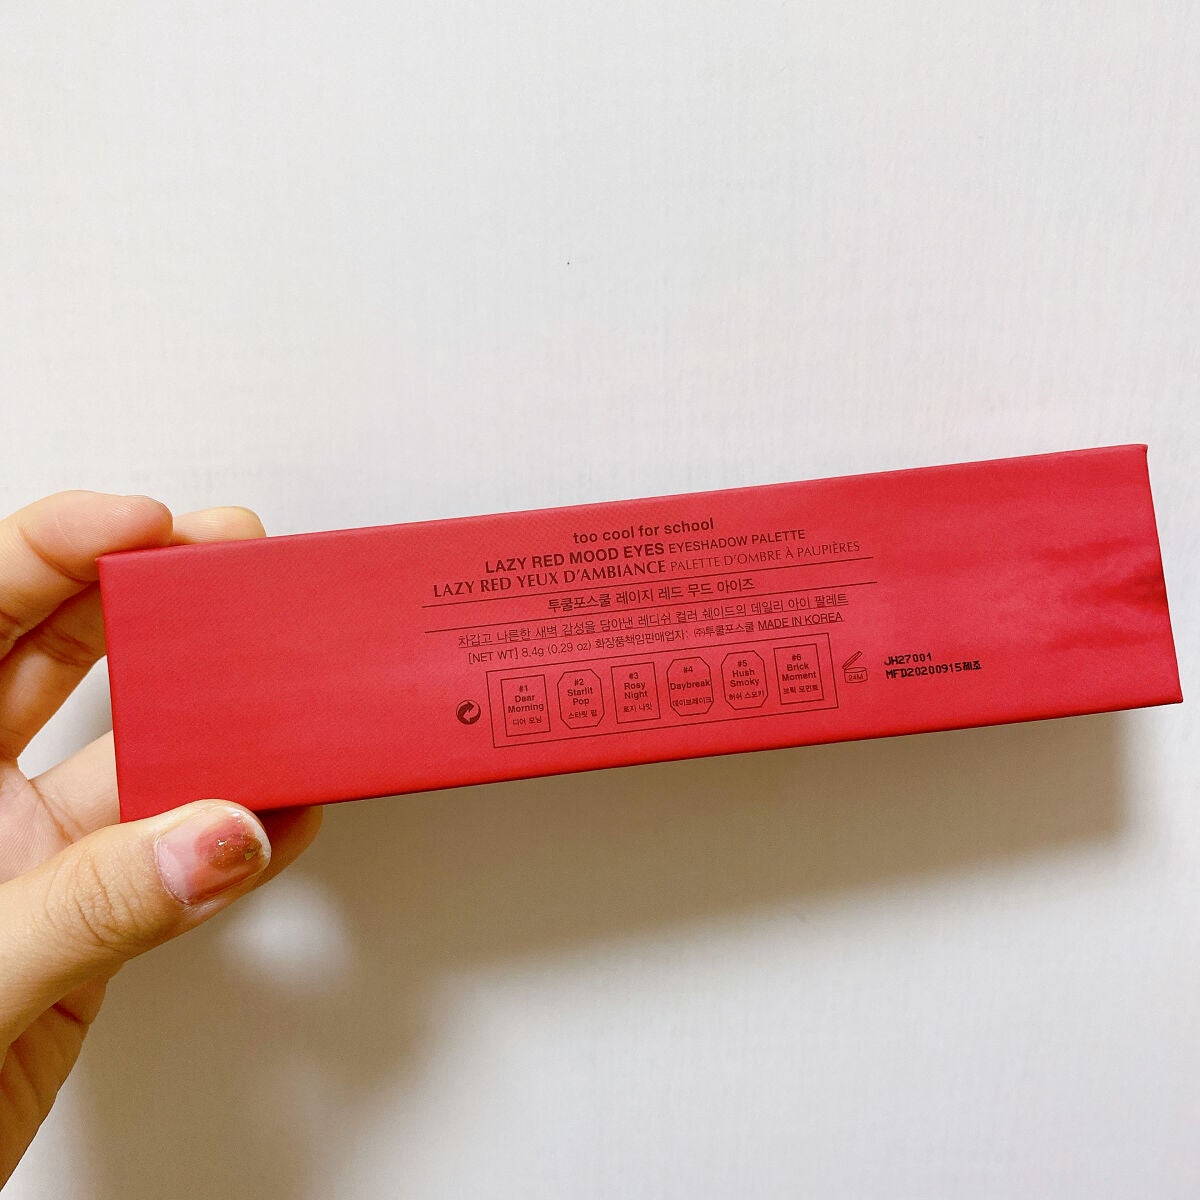 too cool for school
LAZY RED MOOD EYES EYESHADOW PALETTE
LAZY RED YEUX D'AMBIANCE PALETTE D'OMBRE À PAUPIÈRES
투쿨포스쿨 레이지 레드 무드 아이즈
차갑고 나른한 새벽 감성을 담아낸 레디쉬 컬러 쉐이드의 데일리 아이 팔레트
[NET WT] 8.4g (0.29 oz) 화장품책임판매업자: ㈜투쿨포스쿨 MADE IN KOREA
#1
Dear
Morning
디어 모닝
#2
Starlit
Pop
스타릿 팝
#3
Rosy
Night
로지 나잇
#4
Daybreak
데이브레이크
#5
Hush
Smoky
허쉬 스모키
#6
Brick
Moment
브릭 모먼트
24M
JH27001
MFD20200915제조